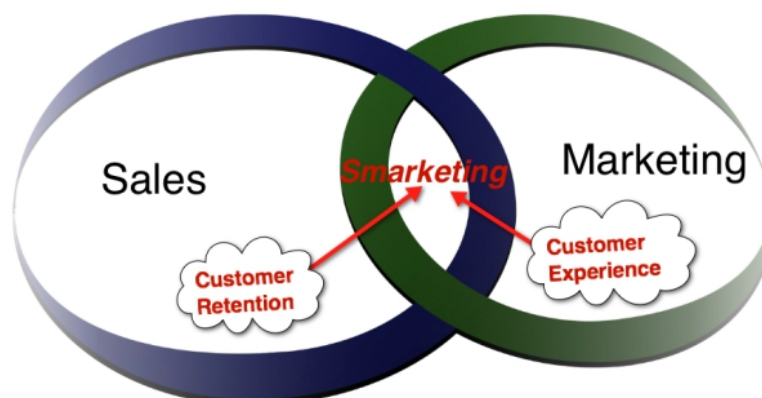 Sales
Smarketing
Marketing
Customer
Retention
Customer
Experience